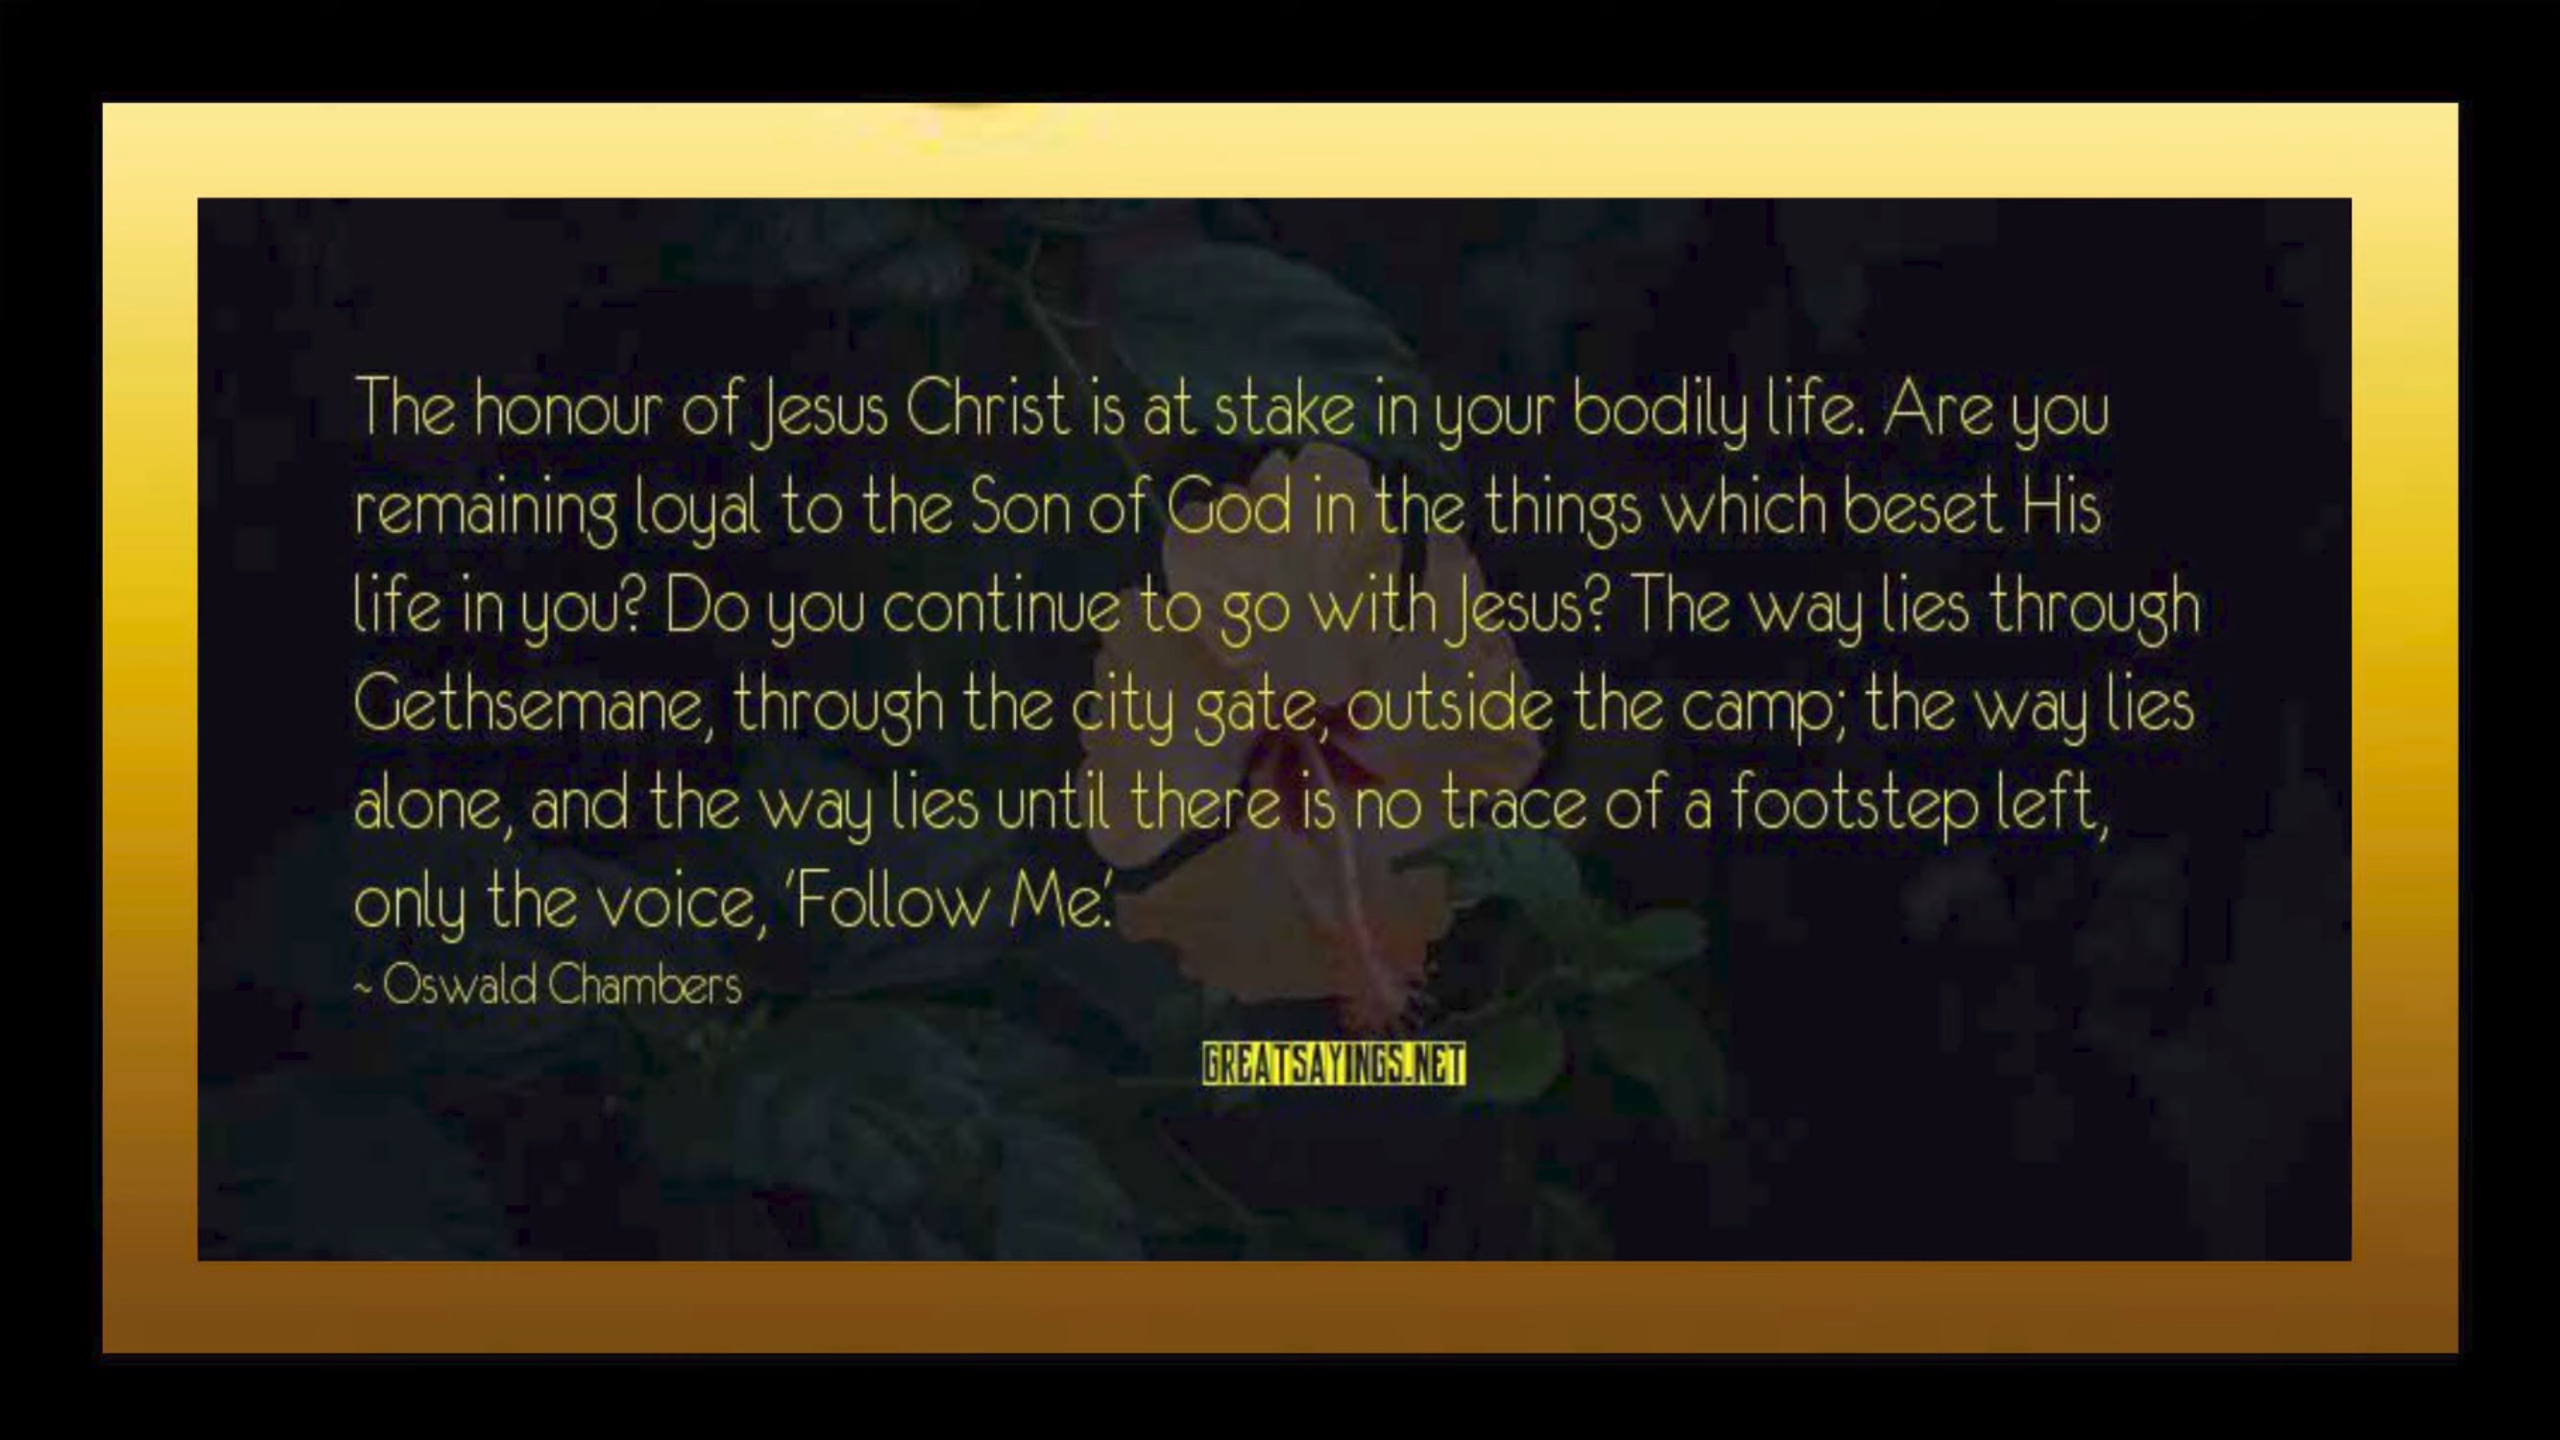 The honour of Jesus Christ is at stake in your bodily life. Are you
remaining loyal to the Son of God in the things which beset His
life in you? Do you continue to go with Jesus? The way lies through
Gethsemane, through the city gate, outside the camp; the way lies
alone, and the way lies until there is no trace of a footstep left,
only the voice, 'Follow Me.'
~ Oswald Chambers
GREATSAYINGS.NET